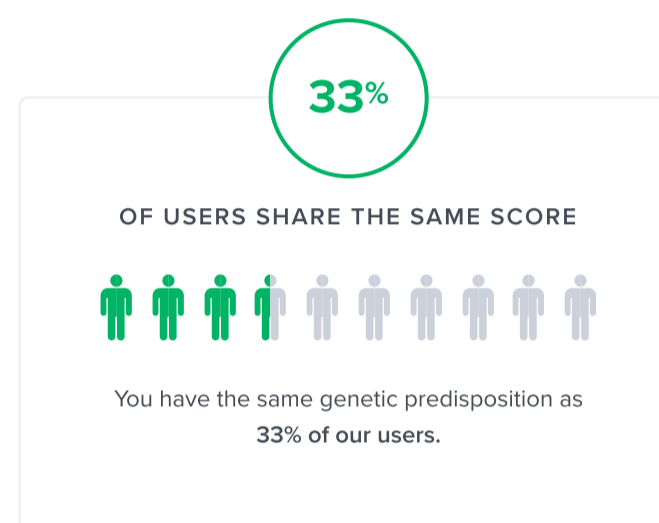 33%
OF USERS SHARE THE SAME SCORE
You have the same genetic predisposition as
33% of our users.